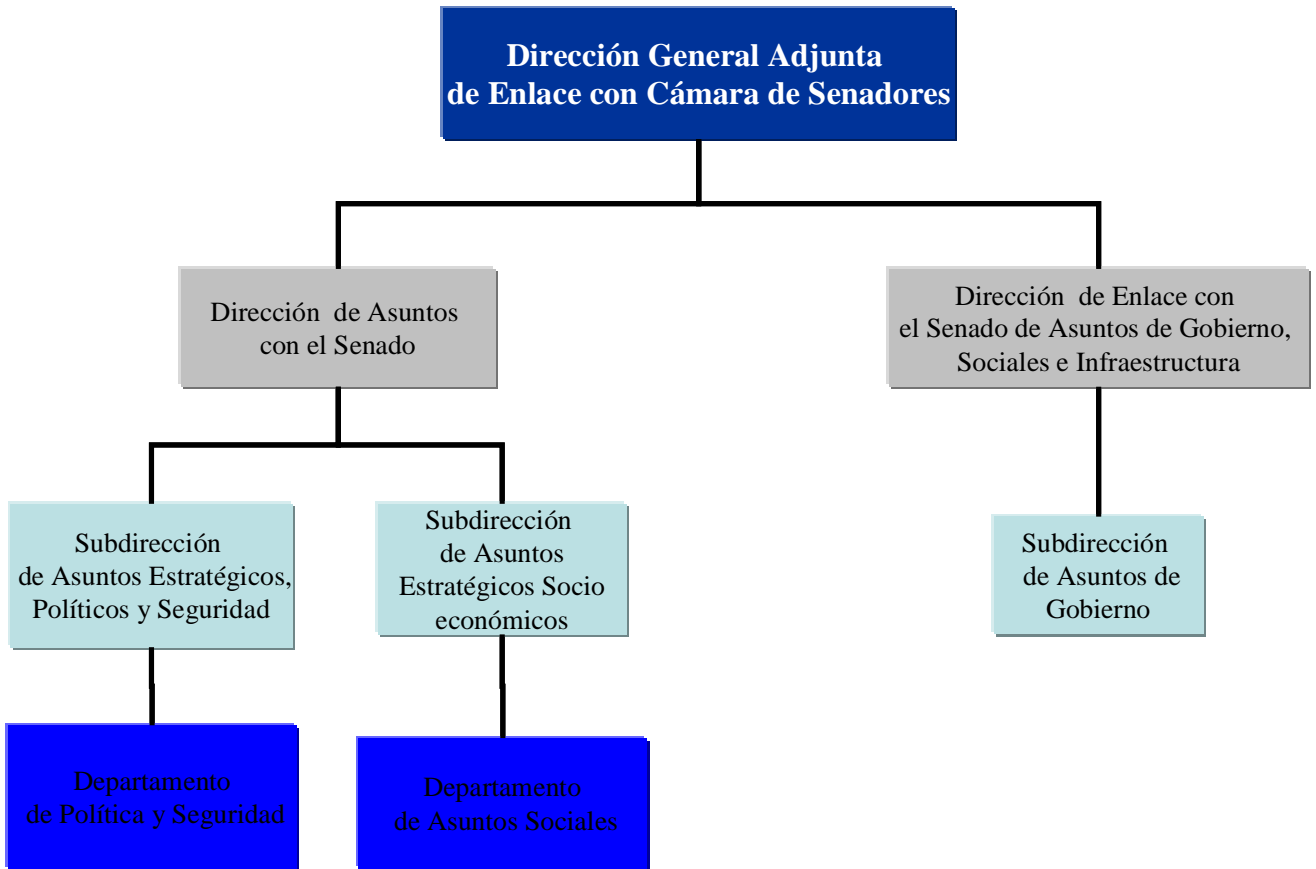 Dirección General Adjunta
de Enlace con Cámara de Senadores
Dirección de Asuntos
con el Senado
Dirección de Enlace con
el Senado de Asuntos de Gobierno,
Sociales e Infraestructura
Subdirección
de Asuntos Estratégicos,
Políticos y Seguridad
Subdirección
de Asuntos
Estratégicos Socio
económicos
Subdirección
de Asuntos de
Gobierno
Departamento
de Política y Seguridad
Departamento
de Asuntos Sociales